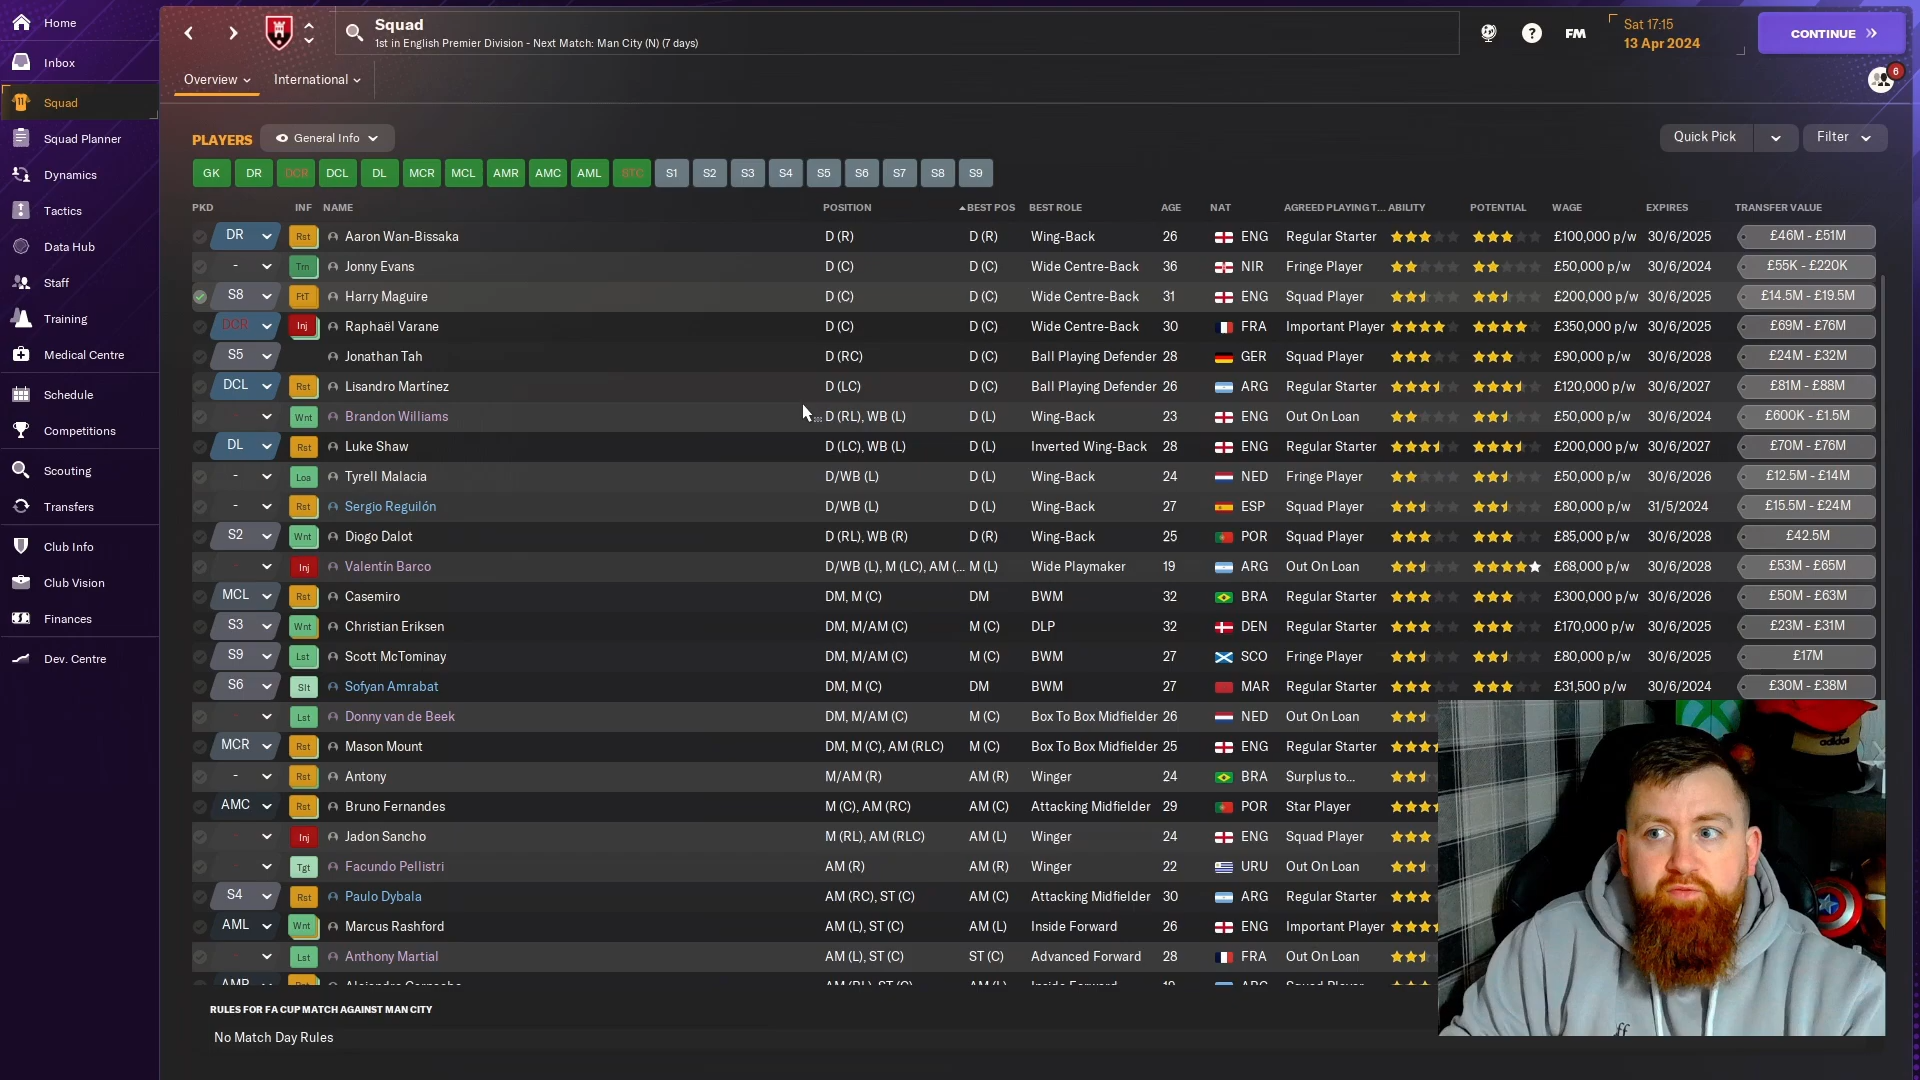 Home
Inbox
Squad
Squad Planner
Dynamics
Tactics
Data Hub
Staff
Training
Medical Centre
Schedule
Competitions
Scouting
Transfers
Club Info
Club Vision
Finances
Dev. Centre
Squad
1st in English Premier Division - Next Match: Man City (N) (7 days)
FM
Sat 17:15
13 Apr 2024
CONTINUE
Overview International
6
PLAYERS General Info Quick Pick Filter
GK DR DCR DCL DL MCR MCL AMR AMC AML STC S1 S2 S3 S4 S5 S6 S7 S8 S9
PKD INF NAME POSITION BEST POS BEST ROLE AGE NAT AGREED PLAYING T... ABILITY POTENTIAL WAGE EXPIRES TRANSFER VALUE
DR Rst Aaron Wan-Bissaka D (R) D (R) Wing-Back 26 ENG Regular Starter £100,000 p/w 30/6/2025 £46M - £51M
- Trn Jonny Evans D (C) D (C) Wide Centre-Back 36 NIR Fringe Player £50,000 p/w 30/6/2024 £55K - £220K
S8 FtT Harry Maguire D (C) D (C) Wide Centre-Back 31 ENG Squad Player £200,000 p/w 30/6/2025 £14.5M - £19.5M
DCR Inj Raphaël Varane D (C) D (C) Wide Centre-Back 30 FRA Important Player £350,000 p/w 30/6/2025 £69M - £76M
S5 Jonathan Tah D (RC) D (C) Ball Playing Defender 28 GER Squad Player £90,000 p/w 30/6/2028 £24M - £32M
DCL Rst Lisandro Martínez D (LC) D (C) Ball Playing Defender 26 ARG Regular Starter £120,000 p/w 30/6/2027 £81M - £88M
- Wnt Brandon Williams D (RL), WB (L) D (L) Wing-Back 23 ENG Out On Loan £50,000 p/w 30/6/2024 £600K - £1.5M
DL Rst Luke Shaw D (LC), WB (L) D (L) Inverted Wing-Back 28 ENG Regular Starter £200,000 p/w 30/6/2027 £70M - £76M
- Loa Tyrell Malacia D/WB (L) D (L) Wing-Back 24 NED Fringe Player £50,000 p/w 30/6/2026 £12.5M - £14M
- Rst Sergio Reguilón D/WB (L) D (L) Wing-Back 27 ESP Squad Player £80,000 p/w 31/5/2024 £15.5M - £24M
S2 Wnt Diogo Dalot D (RL), WB (R) D (R) Wing-Back 25 POR Squad Player £85,000 p/w 30/6/2028 £42.5M
- Inj Valentín Barco D/WB (L), M (LC), AM (... M (L) Wide Playmaker 19 ARG Out On Loan £68,000 p/w 30/6/2028 £53M - £65M
MCL Rst Casemiro DM, M (C) DM BWM 32 BRA Regular Starter £300,000 p/w 30/6/2026 £50M - £63M
S3 Wnt Christian Eriksen DM, M/AM (C) M (C) DLP 32 DEN Regular Starter £170,000 p/w 30/6/2025 £23M - £31M
S9 Lst Scott McTominay DM, M/AM (C) M (C) BWM 27 SCO Fringe Player £80,000 p/w 30/6/2025 £17M
S6 Slt Sofyan Amrabat DM, M (C) DM BWM 27 MAR Regular Starter £31,500 p/w 30/6/2024 £30M - £38M
- Lst Donny van de Beek DM, M/AM (C) M (C) Box To Box Midfielder 26 NED Out On Loan
MCR Rst Mason Mount DM, M (C), AM (RLC) M (C) Box To Box Midfielder 25 ENG Regular Starter
- Rst Antony M/AM (R) AM (R) Winger 24 BRA Surplus to...
AMC Rst Bruno Fernandes M (C), AM (RC) AM (C) Attacking Midfielder 29 POR Star Player
- Inj Jadon Sancho M (RL), AM (RLC) AM (L) Winger 24 ENG Squad Player
- Tgt Facundo Pellistri AM (R) AM (R) Winger 22 URU Out On Loan
S4 Rst Paulo Dybala AM (RC), ST (C) AM (C) Attacking Midfielder 30 ARG Regular Starter
AML Wnt Marcus Rashford AM (L), ST (C) AM (L) Inside Forward 26 ENG Important Player
- Lst Anthony Martial AM (L), ST (C) ST (C) Advanced Forward 28 FRA Out On Loan
RULES FOR FA CUP MATCH AGAINST MAN CITY
No Match Day Rules
adidas